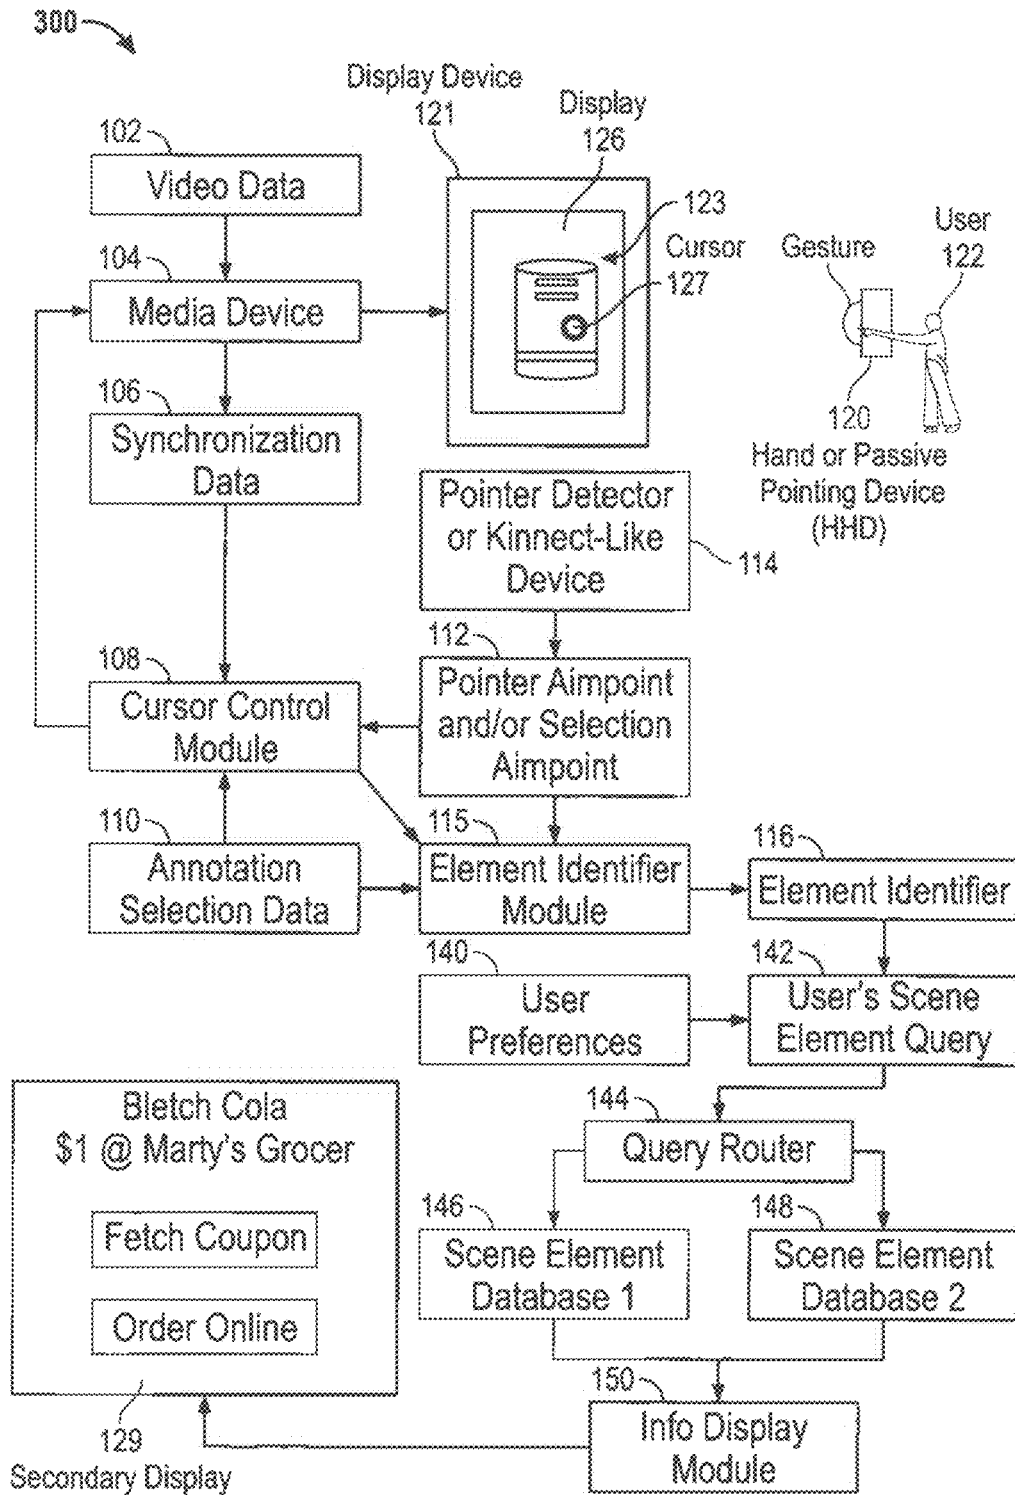 300
Display Device
121
Display
126
102
Video Data
123
Cursor
127
User
122
Gesture
104
Media Device
106
Synchronization
Data
120
Hand or Passive
Pointing Device
(HHD)
Pointer Detector
or Kinnect-Like
Device
114
108
Cursor Control
Module
112
Pointer Aimpoint
and/or Selection
Aimpoint
110
Annotation
Selection Data
115
Element Identifier
Module
116
Element Identifier
140
User
Preferences
142
User's Scene
Element Query
Bletch Cola
$1 @ Marty's Grocer
Fetch Coupon
Order Online
144
Query Router
146
Scene Element
Database 1
148
Scene Element
Database 2
150
Info Display
Module
129
Secondary Display